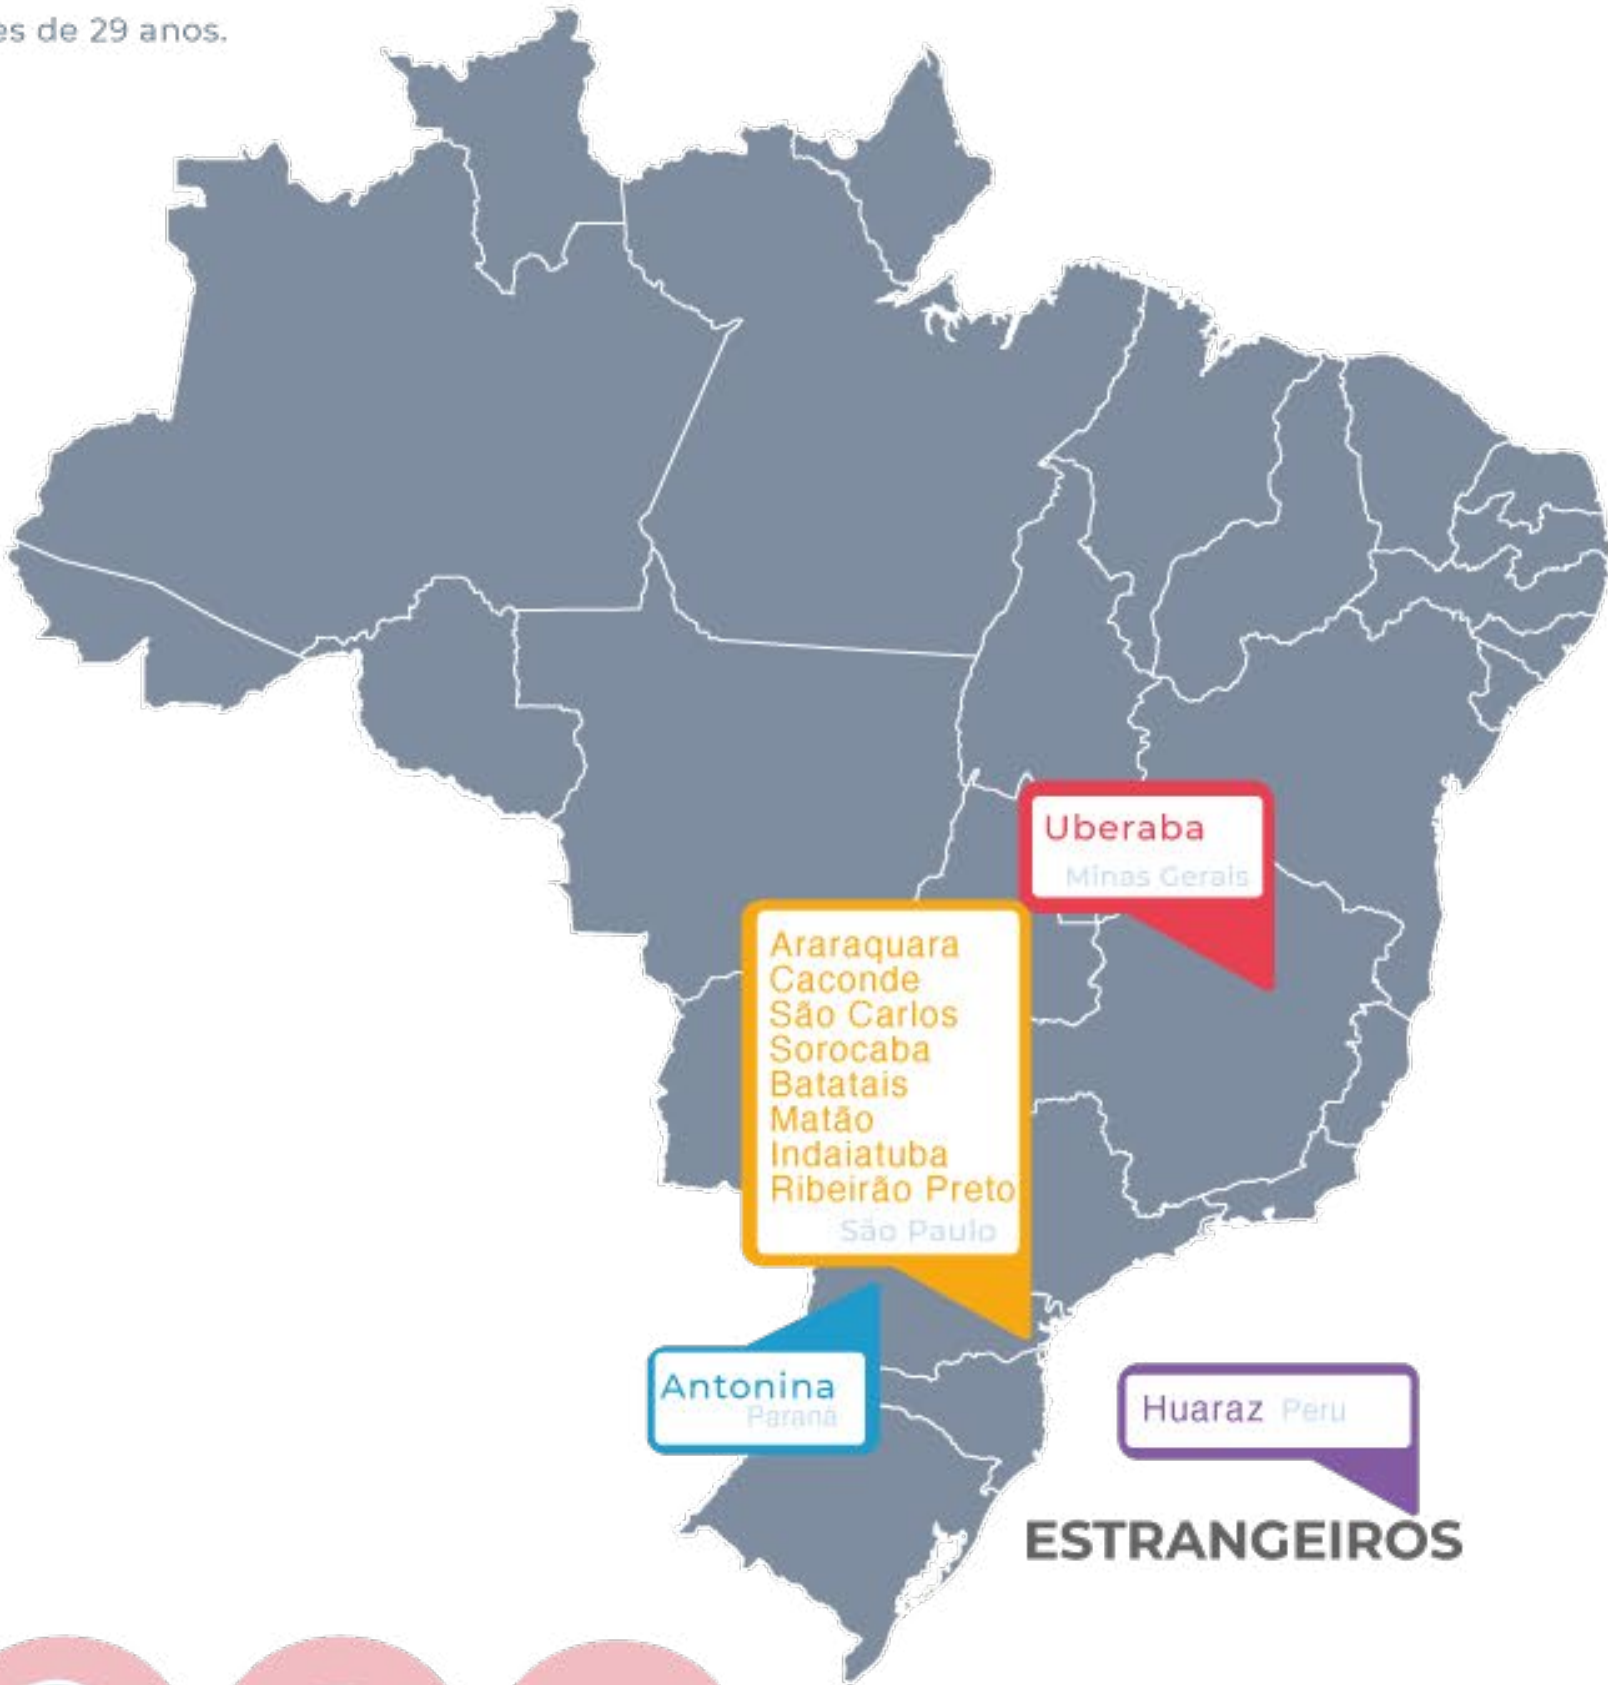 es de 29 anos.
Uberaba
Minas Gerais
Araraquara
Caconde
São Carlos
Sorocaba
Batatais
Matão
Indaiatuba
Ribeirão Preto
São Paulo
Antonina
Paraná
Huaraz Peru
ESTRANGEIROS